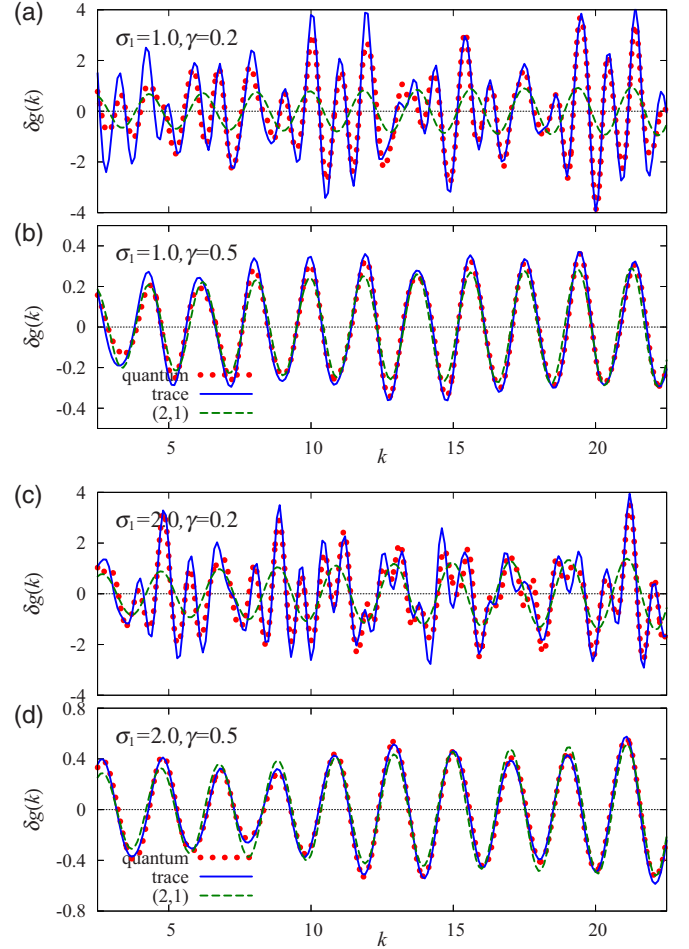 (a)
σ₁=1.0, γ=0.2
δg(k)
4
2
0
-2
-4
(b)
σ₁=1.0, γ=0.5
δg(k)
0.4
0.2
0
-0.2
-0.4
quantum
trace
(2,1)
5 10 15 20
k
(c)
σ₁=2.0, γ=0.2
δg(k)
4
2
0
-2
-4
(d)
σ₁=2.0, γ=0.5
δg(k)
0.8
0.4
0
-0.4
-0.8
quantum
trace
(2,1)
5 10 15 20
k